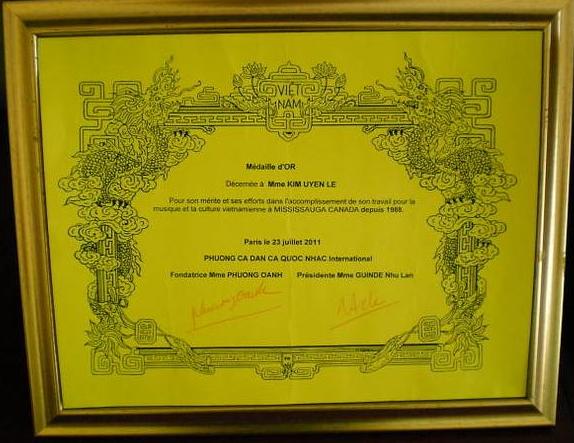 VIỆT
NAM
Médaille d'OR
Décernée à Mme KIM UYEN LE
Pour son mérite et ses efforts dans l'accomplissement de son travail pour la
musique et la culture vietnamienne à MISSISSAUGA CANADA depuis 1988.
Paris le 23 juillet 2011
PHUONG CA DAN CA QUOC NHAC International
Fondatrice Mme PHUONG OANH Présidente Mme GUINDE Nhu Lan